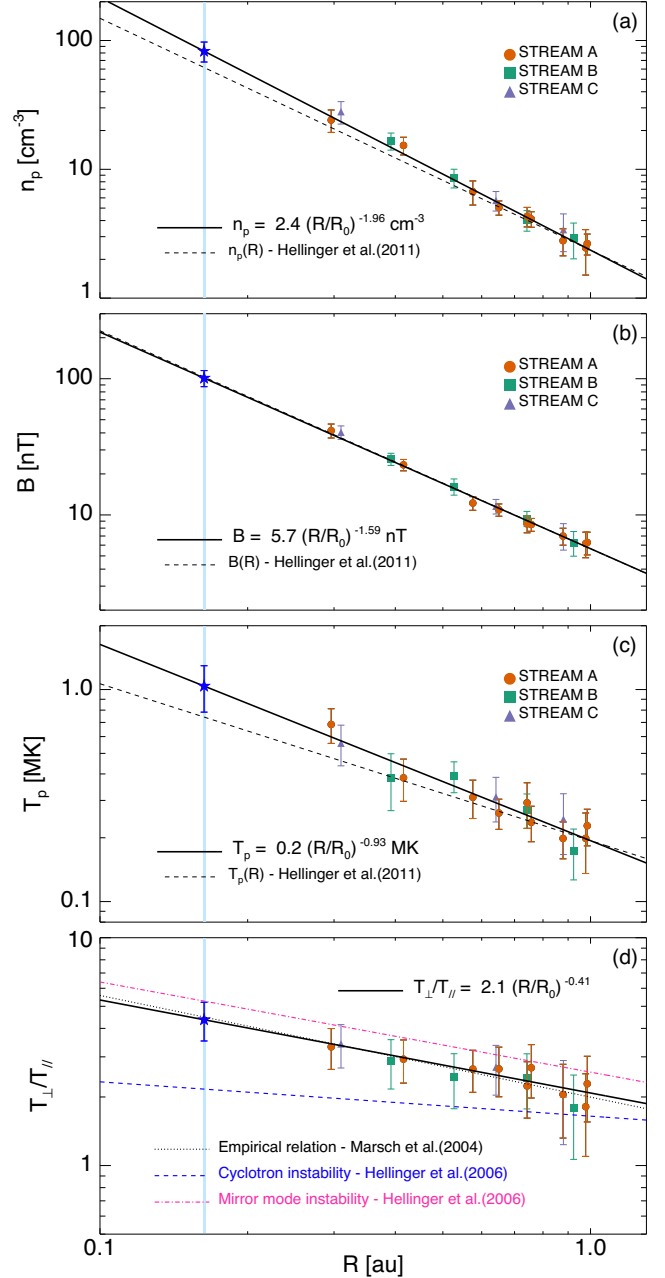 (a)
100
10
1
n_p [cm^-3]
STREAM A
STREAM B
STREAM C
n_p = 2.4 (R/R_0)^-1.96 cm^-3
n_p(R) - Hellinger et al.(2011)
(b)
100
10
B [nT]
STREAM A
STREAM B
STREAM C
B = 5.7 (R/R_0)^-1.59 nT
B(R) - Hellinger et al.(2011)
(c)
1.0
0.1
T_p [MK]
STREAM A
STREAM B
STREAM C
T_p = 0.2 (R/R_0)^-0.93 MK
T_p(R) - Hellinger et al.(2011)
(d)
10
1
T_⊥/T_//
T_⊥/T_// = 2.1 (R/R_0)^-0.41
Empirical relation - Marsch et al.(2004)
Cyclotron instability - Hellinger et al.(2006)
Mirror mode instability - Hellinger et al.(2006)
0.1
1.0
R [au]